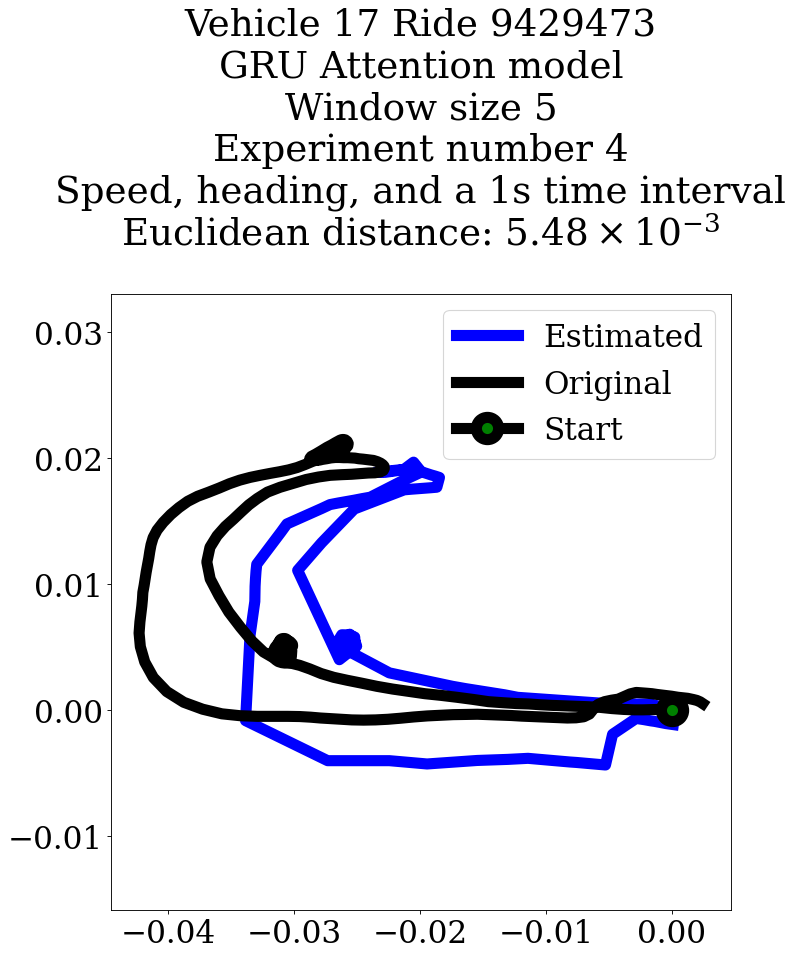 Vehicle 17 Ride 9429473
GRU Attention model
Window size 5
Experiment number 4
Speed, heading, and a 1s time interval
Euclidean distance: 5.48 × 10⁻³
Estimated
Original
Start
0.03
0.02
0.01
0.00
−0.01
−0.04 −0.03 −0.02 −0.01 0.00